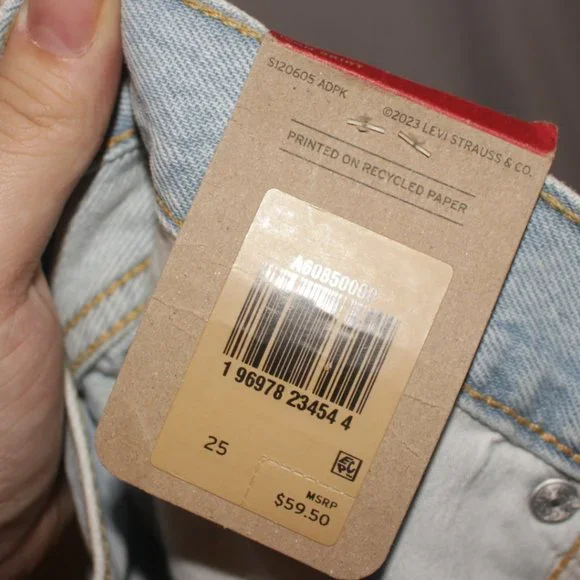 S120605 ADPK
©2023 LEVI STRAUSS & CO.
PRINTED ON RECYCLED PAPER
1 96978 23454 4
25
MSRP
$59.50